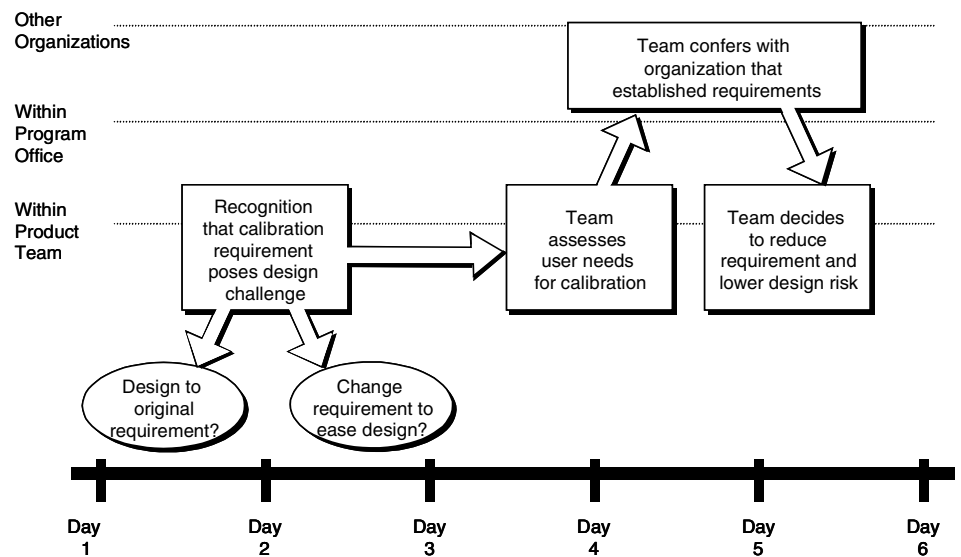 Other
Organizations
Team confers with
organization that
established requirements
Within
Program
Office
Within
Product
Team
Recognition
that calibration
requirement
poses design
challenge
Team
assesses
user needs
for calibration
Team decides
to reduce
requirement and
lower design risk
Design to
original
requirement?
Change
requirement to
ease design?
Day
1
Day
2
Day
3
Day
4
Day
5
Day
6